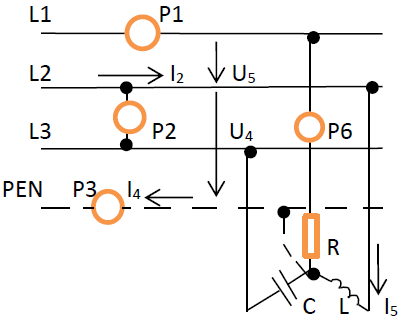 L1 P1
L2 I2 U5
L3 P2 U4 P6
PEN P3 I4
R
C L I5